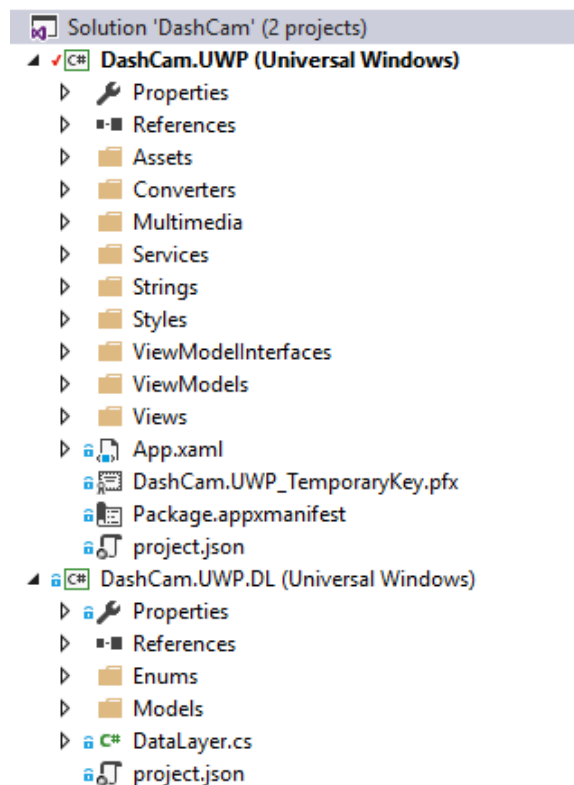 Solution 'DashCam' (2 projects)
C# DashCam.UWP (Universal Windows)
Properties
References
Assets
Converters
Multimedia
Services
Strings
Styles
ViewModelInterfaces
ViewModels
Views
App.xaml
DashCam.UWP_TemporaryKey.pfx
Package.appxmanifest
project.json
C# DashCam.UWP.DL (Universal Windows)
Properties
References
Enums
Models
C# DataLayer.cs
project.json